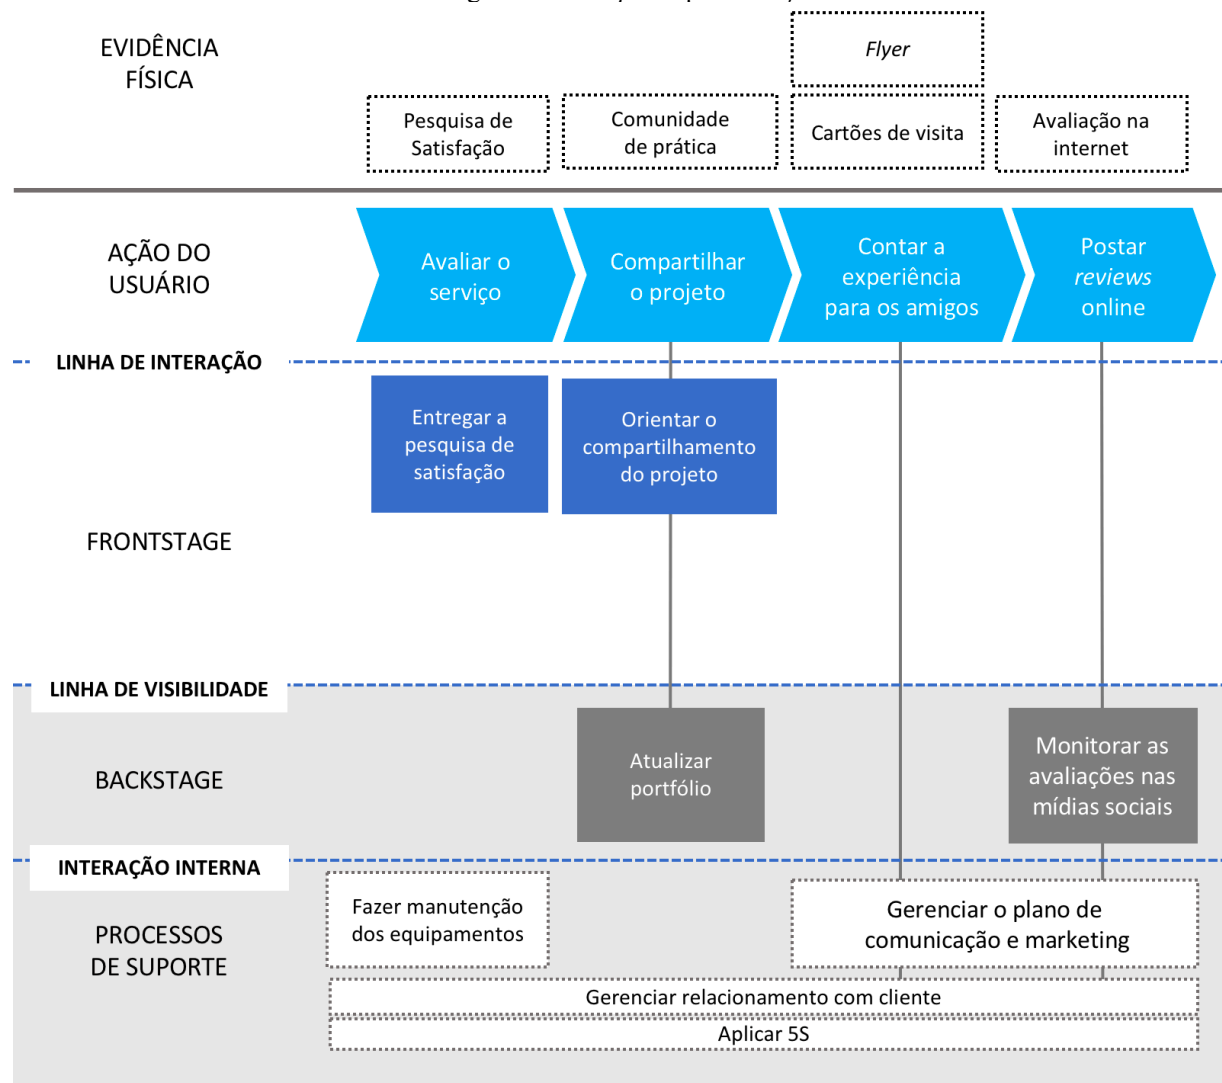 EVIDÊNCIA
FÍSICA
Flyer
Pesquisa de
Satisfação
Comunidade
de prática
Cartões de visita
Avaliação na
internet
AÇÃO DO
USUÁRIO
Avaliar o
serviço
Compartilhar
o projeto
Contar a
experiência
para os amigos
Postar
reviews
online
LINHA DE INTERAÇÃO
Entregar a
pesquisa de
satisfação
Orientar o
compartilhamento
do projeto
FRONTSTAGE
LINHA DE VISIBILIDADE
BACKSTAGE
Atualizar
portfólio
Monitorar as
avaliações nas
mídias sociais
INTERAÇÃO INTERNA
PROCESSOS
DE SUPORTE
Fazer manutenção
dos equipamentos
Gerenciar o plano de
comunicação e marketing
Gerenciar relacionamento com cliente
Aplicar 5S